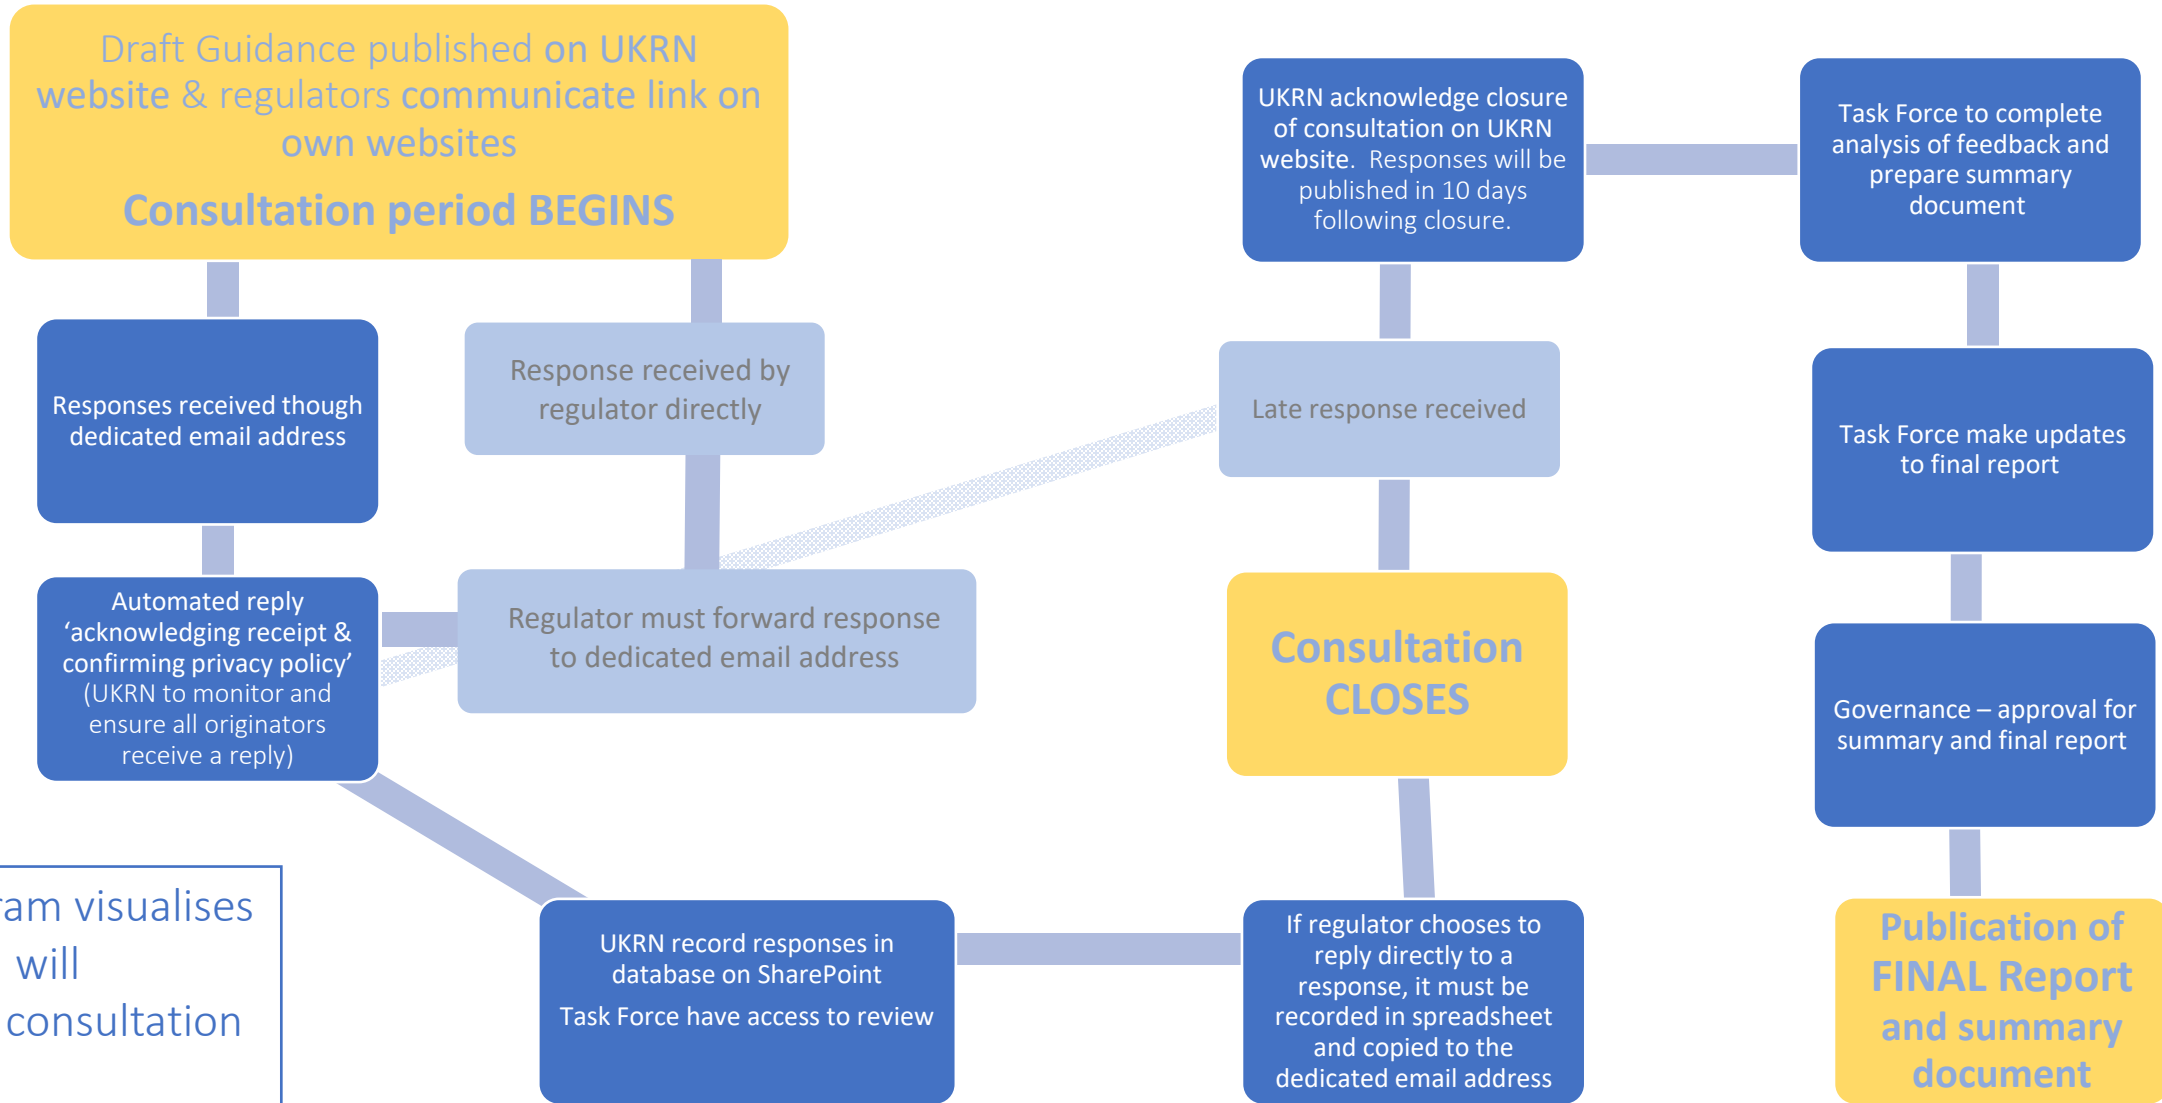 Draft Guidance published on UKRN
website & regulators communicate link on
own websites
Consultation period BEGINS
Responses received though
dedicated email address
Response received by
regulator directly
Automated reply
‘acknowledging receipt &
confirming privacy policy’
(UKRN to monitor and
ensure all originators
receive a reply)
Regulator must forward response
to dedicated email address
UKRN record responses in
database on SharePoint
Task Force have access to review
If regulator chooses to
reply directly to a
response, it must be
recorded in spreadsheet
and copied to the
dedicated email address
Consultation
CLOSES
Late response received
UKRN acknowledge closure
of consultation on UKRN
website.  Responses will be
published in 10 days
following closure.
Task Force to complete
analysis of feedback and
prepare summary
document
Task Force make updates
to final report
Governance – approval for
summary and final report
Publication of
FINAL Report
and summary
document
visualises
will
consultation